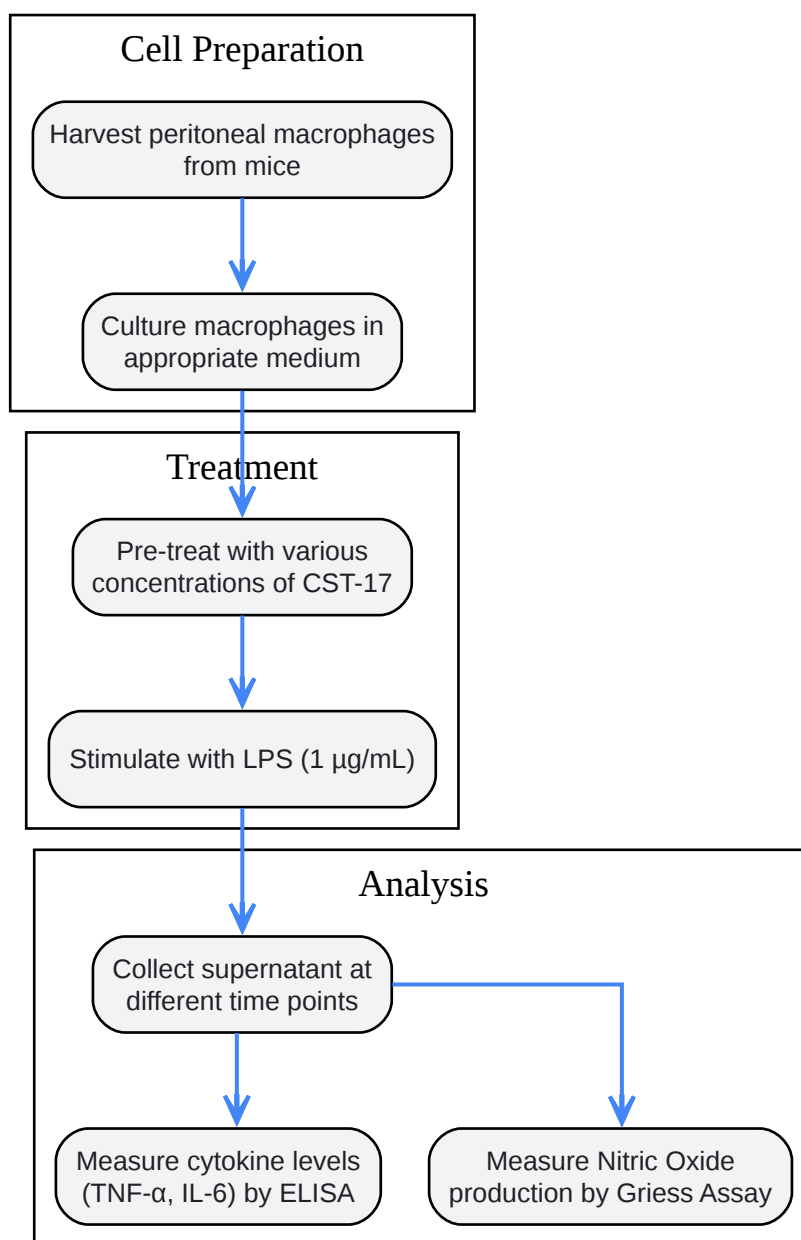 Cell Preparation
Harvest peritoneal macrophages
from mice
Culture macrophages in
appropriate medium
Treatment
Pre-treat with various
concentrations of CST-17
Stimulate with LPS (1 µg/mL)
Analysis
Collect supernatant at
different time points
Measure cytokine levels
(TNF-α, IL-6) by ELISA
Measure Nitric Oxide
production by Griess Assay